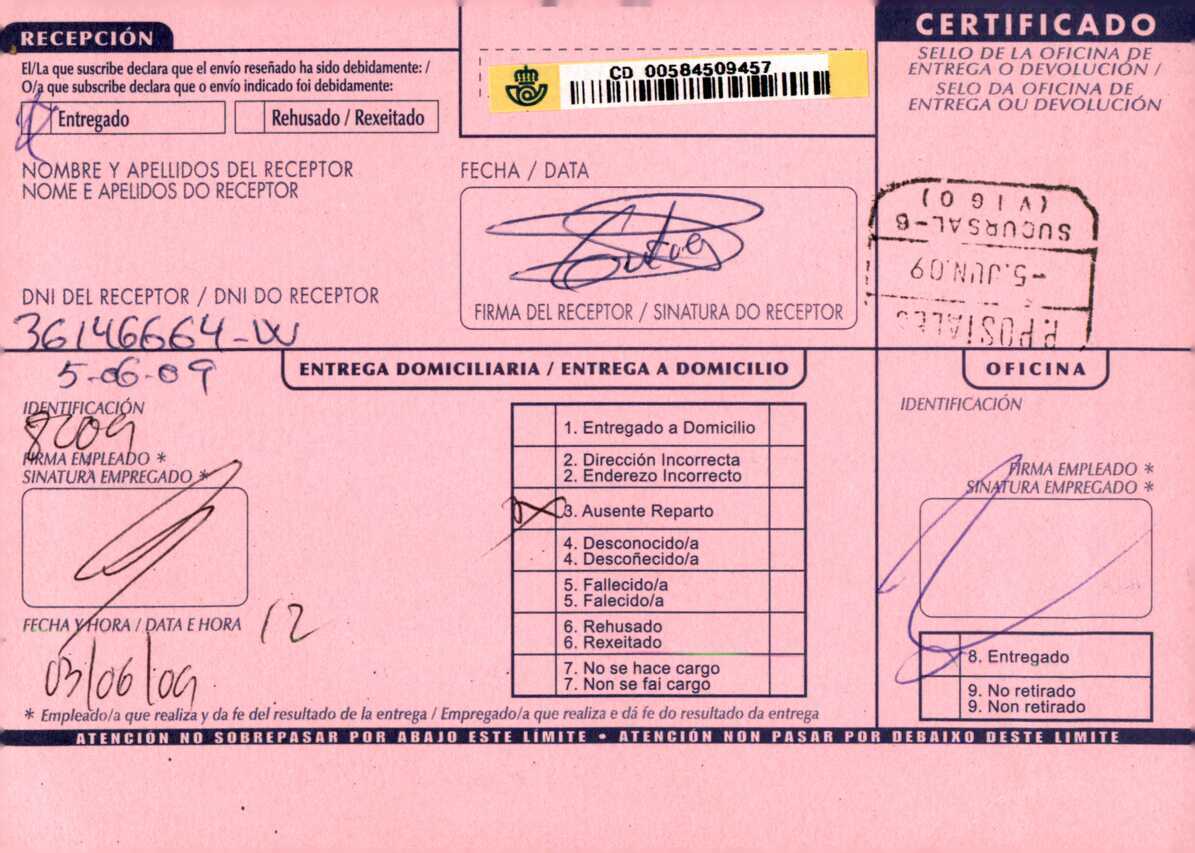 RECEPCIÓN
El/La que suscribe declara que el envío reseñado ha sido debidamente: /
O/a que subscribe declara que o envío indicado foi debidamente:
Entregado
Rehusado / Rexeitado
NOMBRE Y APELLIDOS DEL RECEPTOR
NOME E APELIDOS DO RECEPTOR
DNI DEL RECEPTOR / DNI DO RECEPTOR
36146664-W
5-06-09
CD 00584509457
FECHA / DATA
FIRMA DEL RECEPTOR / SINATURA DO RECEPTOR
CERTIFICADO
SELLO DE LA OFICINA DE
ENTREGA O DEVOLUCIÓN /
SELO DA OFICINA DE
ENTREGA OU DEVOLUCIÓN
P.POSTALES
-5.JUN.09
SUCURSAL-6
(VIGO)
ENTREGA DOMICILIARIA / ENTREGA A DOMICILIO
IDENTIFICACIÓN
FIRMA EMPLEADO *
SINATURA EMPREGADO *
FECHA Y HORA / DATA E HORA
12
03/06/09
1. Entregado a Domicilio
2. Dirección Incorrecta
2. Enderezo Incorrecto
3. Ausente Reparto
4. Desconocido/a
4. Descoñecido/a
5. Fallecido/a
5. Falecido/a
6. Rehusado
6. Rexeitado
7. No se hace cargo
7. Non se fai cargo
OFICINA
IDENTIFICACIÓN
FIRMA EMPLEADO *
SINATURA EMPREGADO *
8. Entregado
9. No retirado
9. Non retirado
* Empleado/a que realiza y da fe del resultado de la entrega / Empregado/a que realiza e dá fe do resultado da entrega
ATENCIÓN NO SOBREPASAR POR ABAJO ESTE LÍMITE • ATENCIÓN NON PASAR POR DEBAIXO DESTE LIMITE